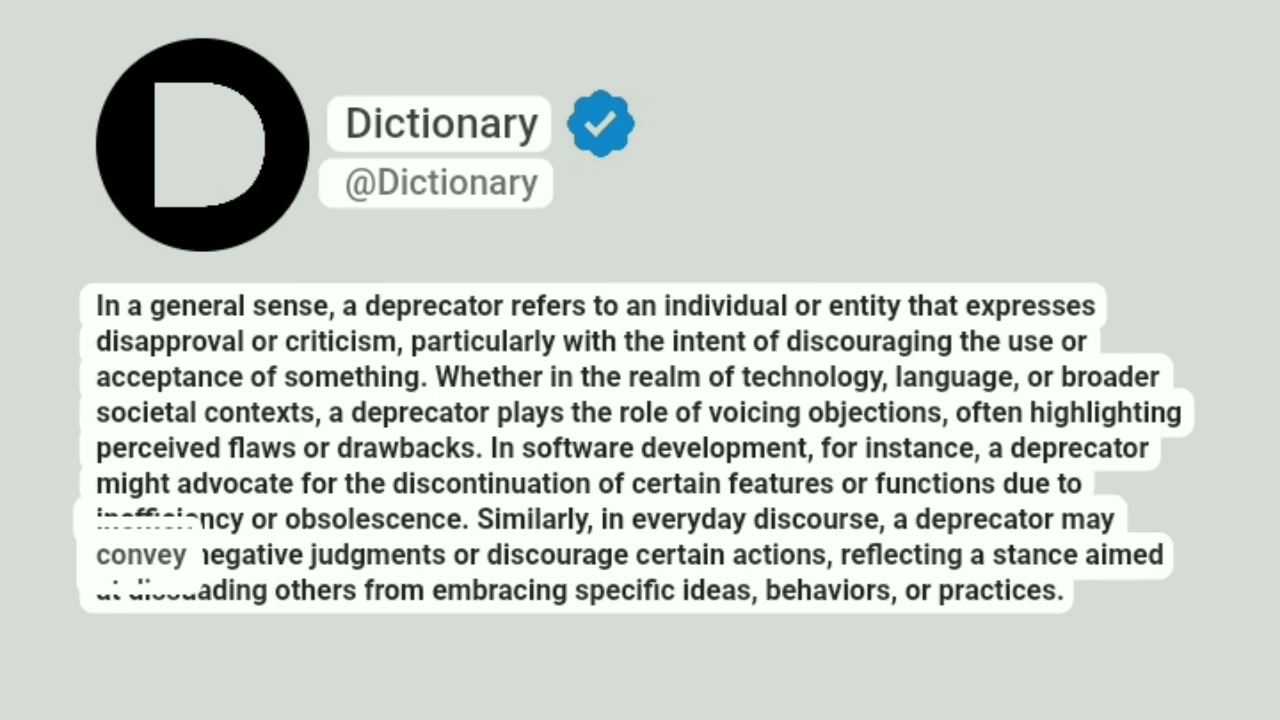 D
Dictionary
@Dictionary
In a general sense, a deprecator refers to an individual or entity that expresses
disapproval or criticism, particularly with the intent of discouraging the use or
acceptance of something. Whether in the realm of technology, language, or broader
societal contexts, a deprecator plays the role of voicing objections, often highlighting
perceived flaws or drawbacks. In software development, for instance, a deprecator
might advocate for the discontinuation of certain features or functions due to
inefficiency or obsolescence. Similarly, in everyday discourse, a deprecator may
convey negative judgments or discourage certain actions, reflecting a stance aimed
at dissuading others from embracing specific ideas, behaviors, or practices.